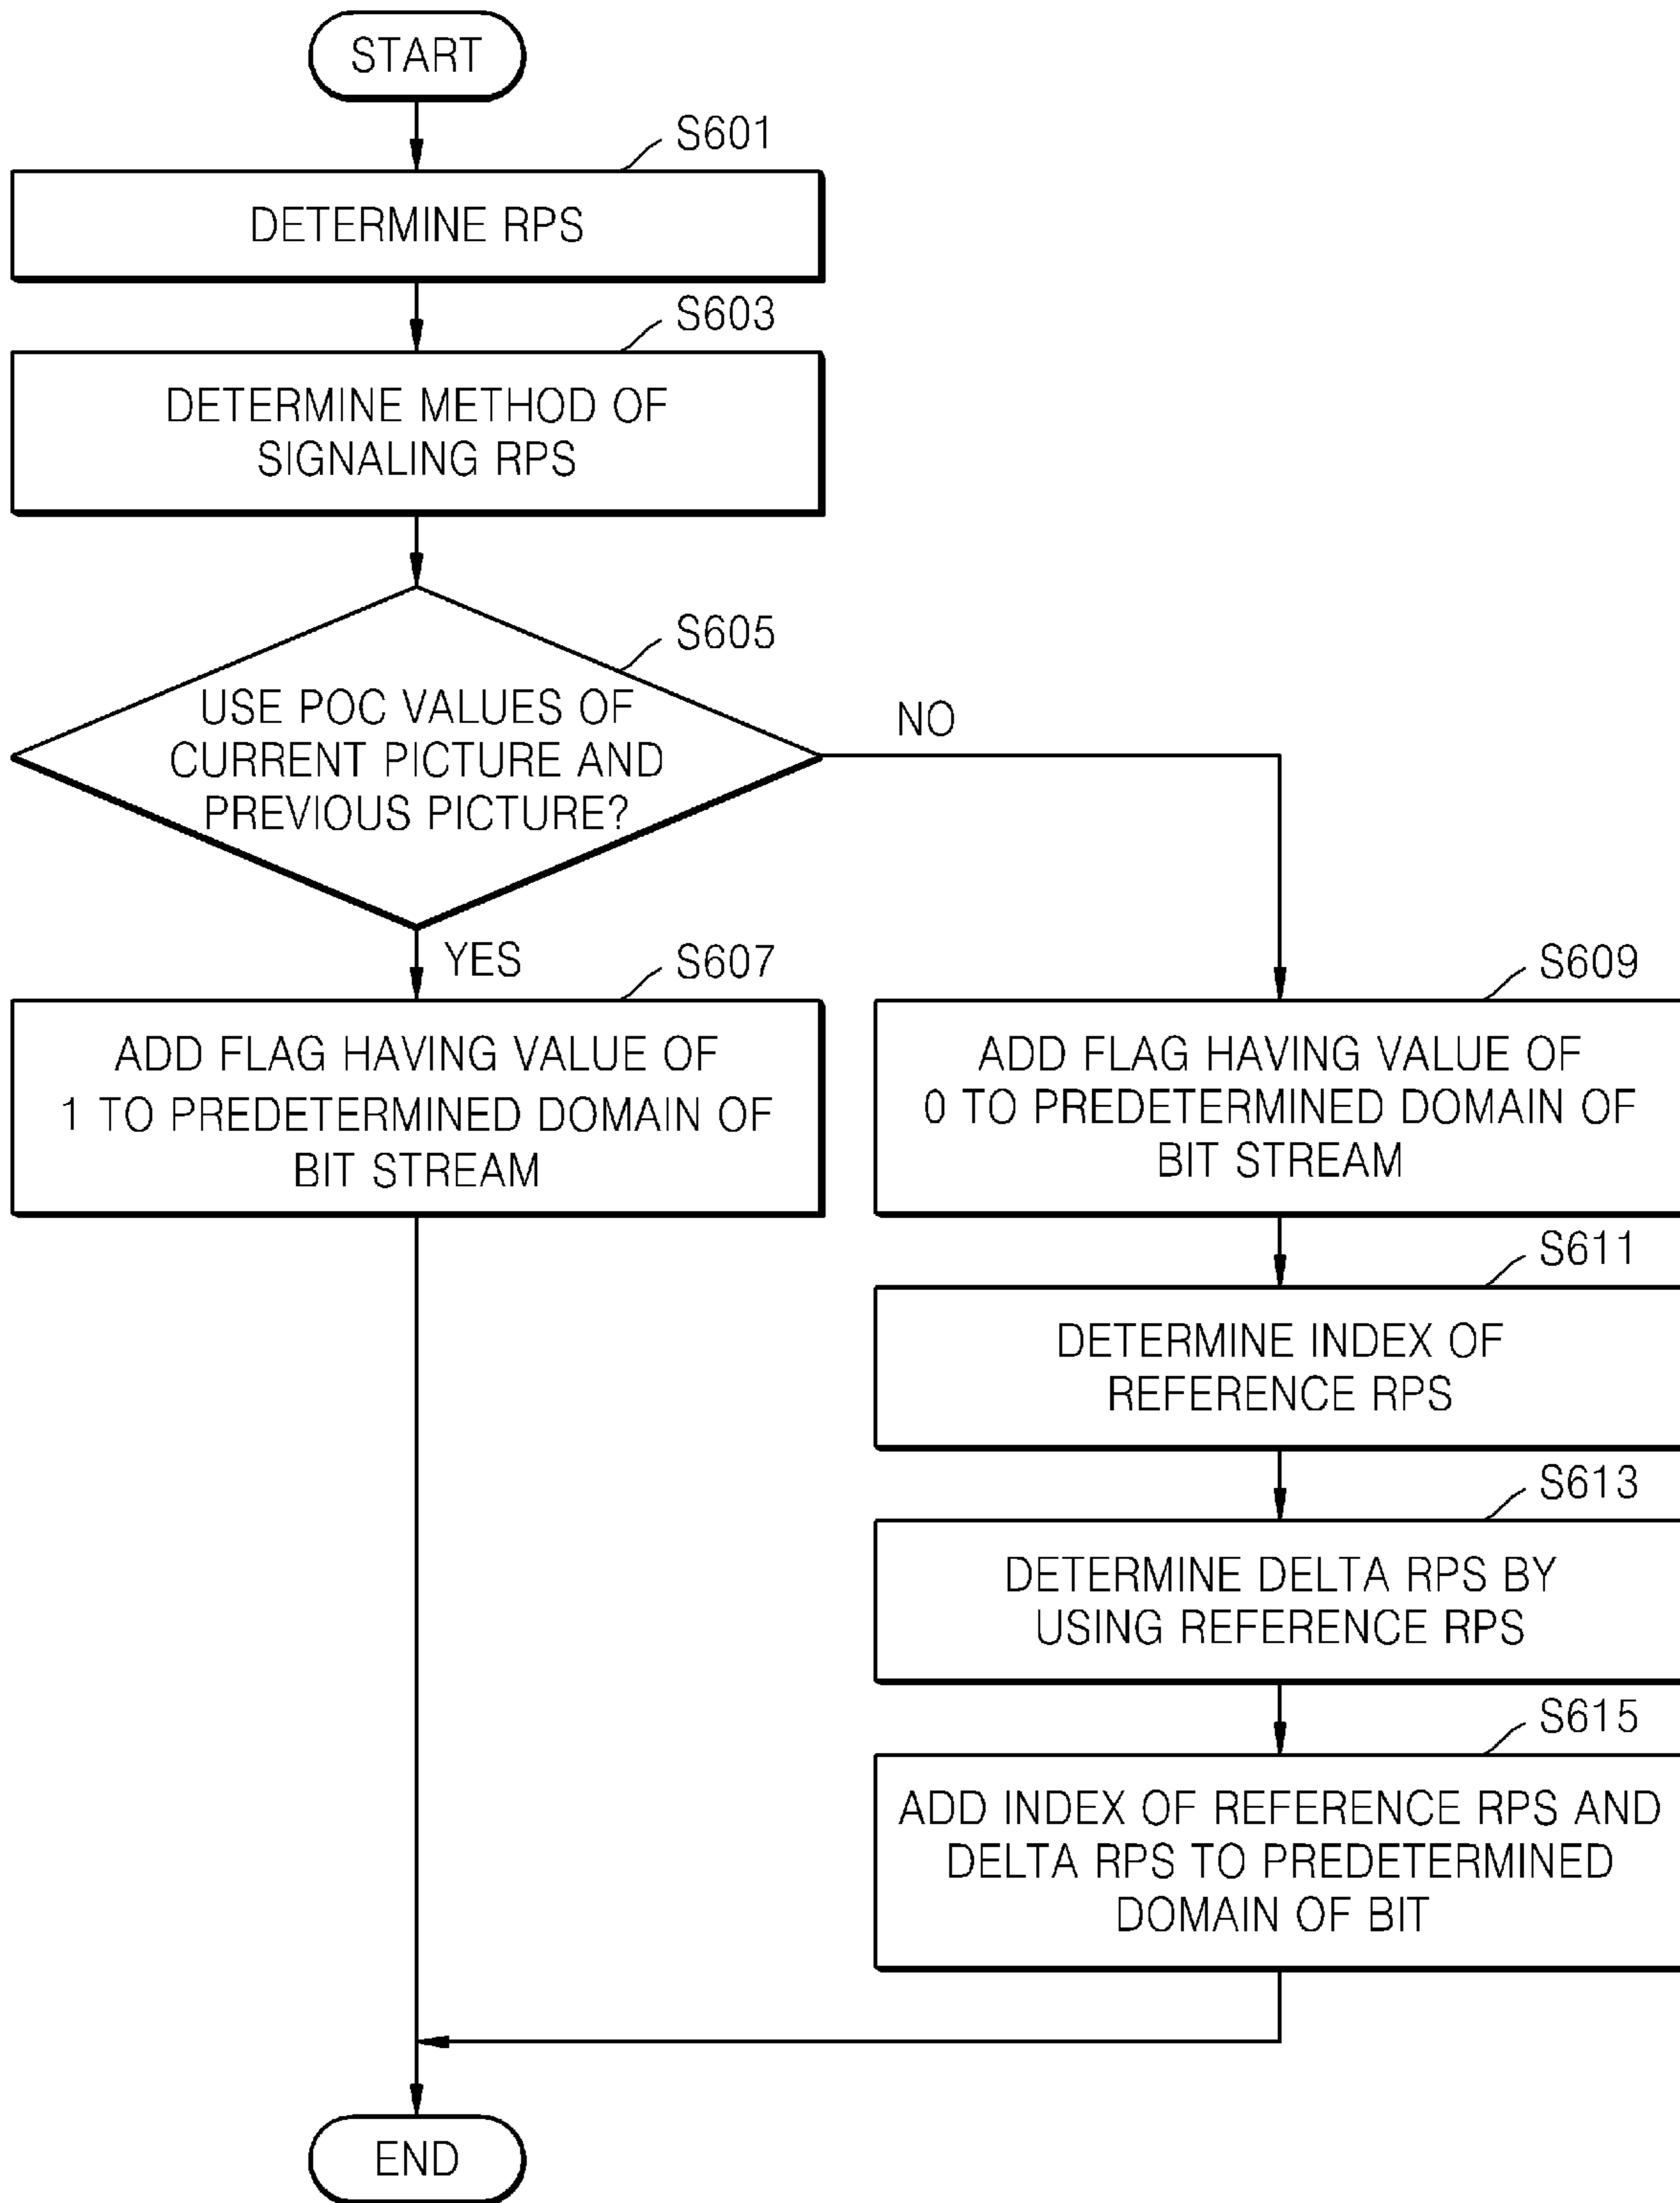 START
S601
DETERMINE RPS
S603
DETERMINE METHOD OF
SIGNALING RPS
S605
USE POC VALUES OF
CURRENT PICTURE AND
PREVIOUS PICTURE?
NO
YES
S607
ADD FLAG HAVING VALUE OF
1 TO PREDETERMINED DOMAIN OF
BIT STREAM
S609
ADD FLAG HAVING VALUE OF
0 TO PREDETERMINED DOMAIN OF
BIT STREAM
S611
DETERMINE INDEX OF
REFERENCE RPS
S613
DETERMINE DELTA RPS BY
USING REFERENCE RPS
S615
ADD INDEX OF REFERENCE RPS AND
DELTA RPS TO PREDETERMINED
DOMAIN OF BIT
END